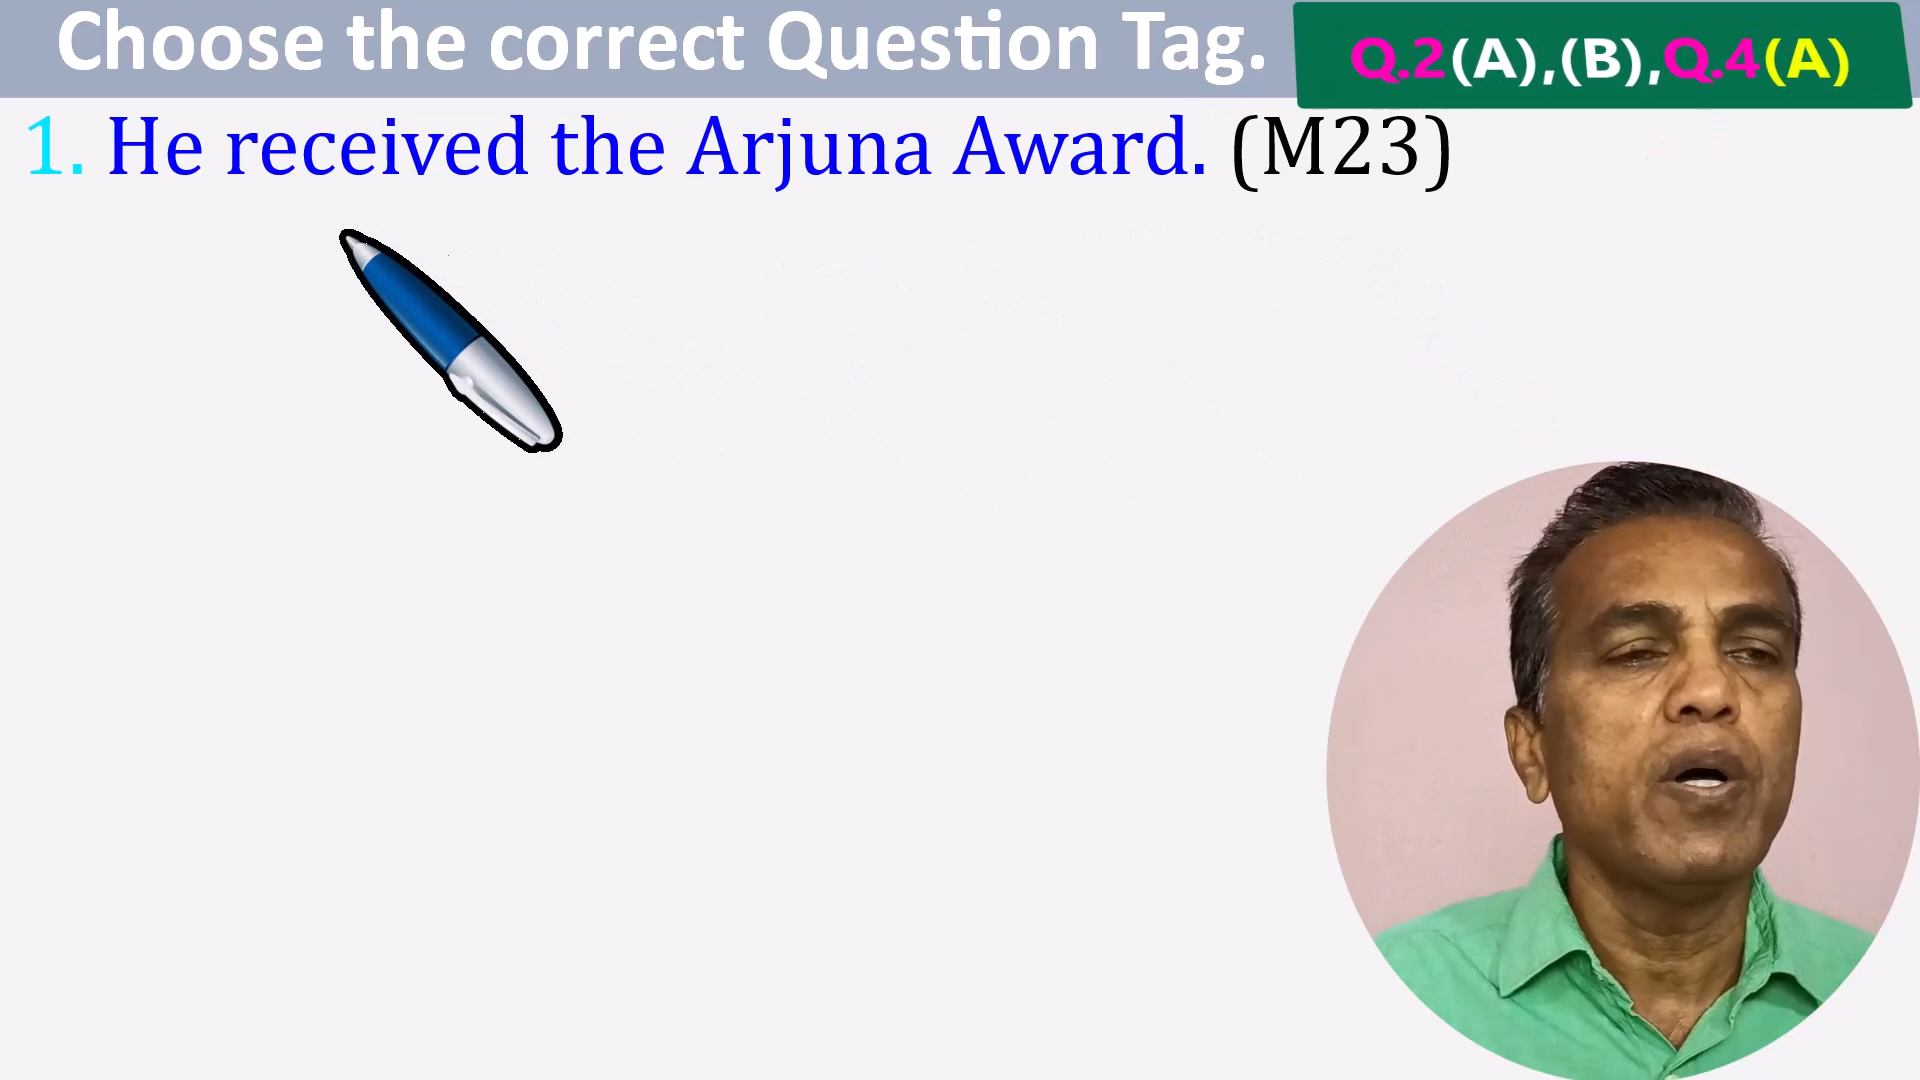 Choose the correct Question Tag.
Q.2(A),(B),Q.4(A)
1. He received the Arjuna Award. (M23)